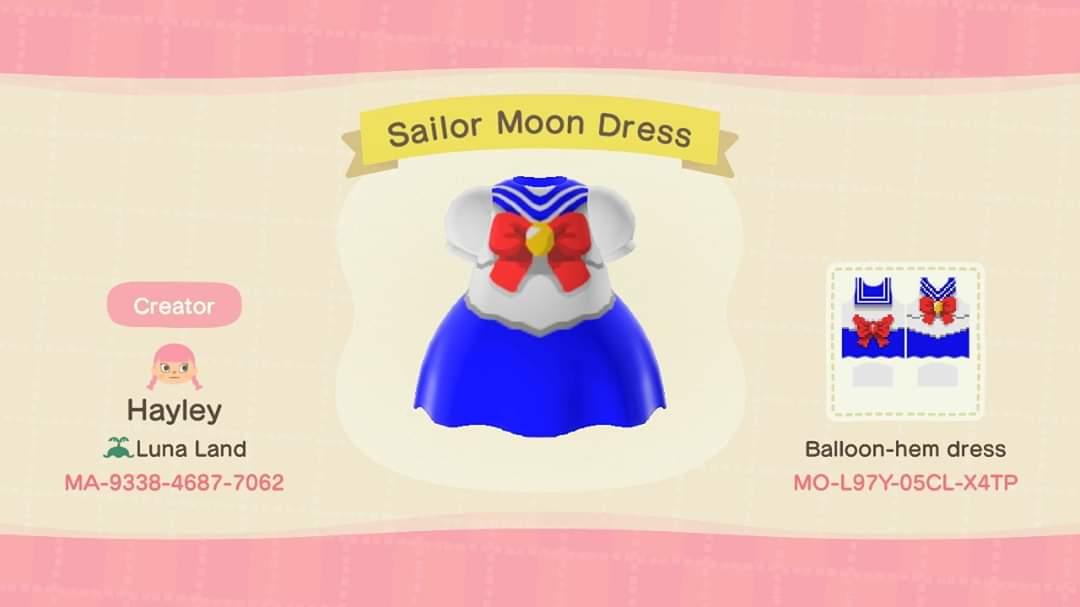 Sailor Moon Dress
Creator
Hayley
Luna Land
MA-9338-4687-7062
Balloon-hem dress
MO-L97Y-05CL-X4TP